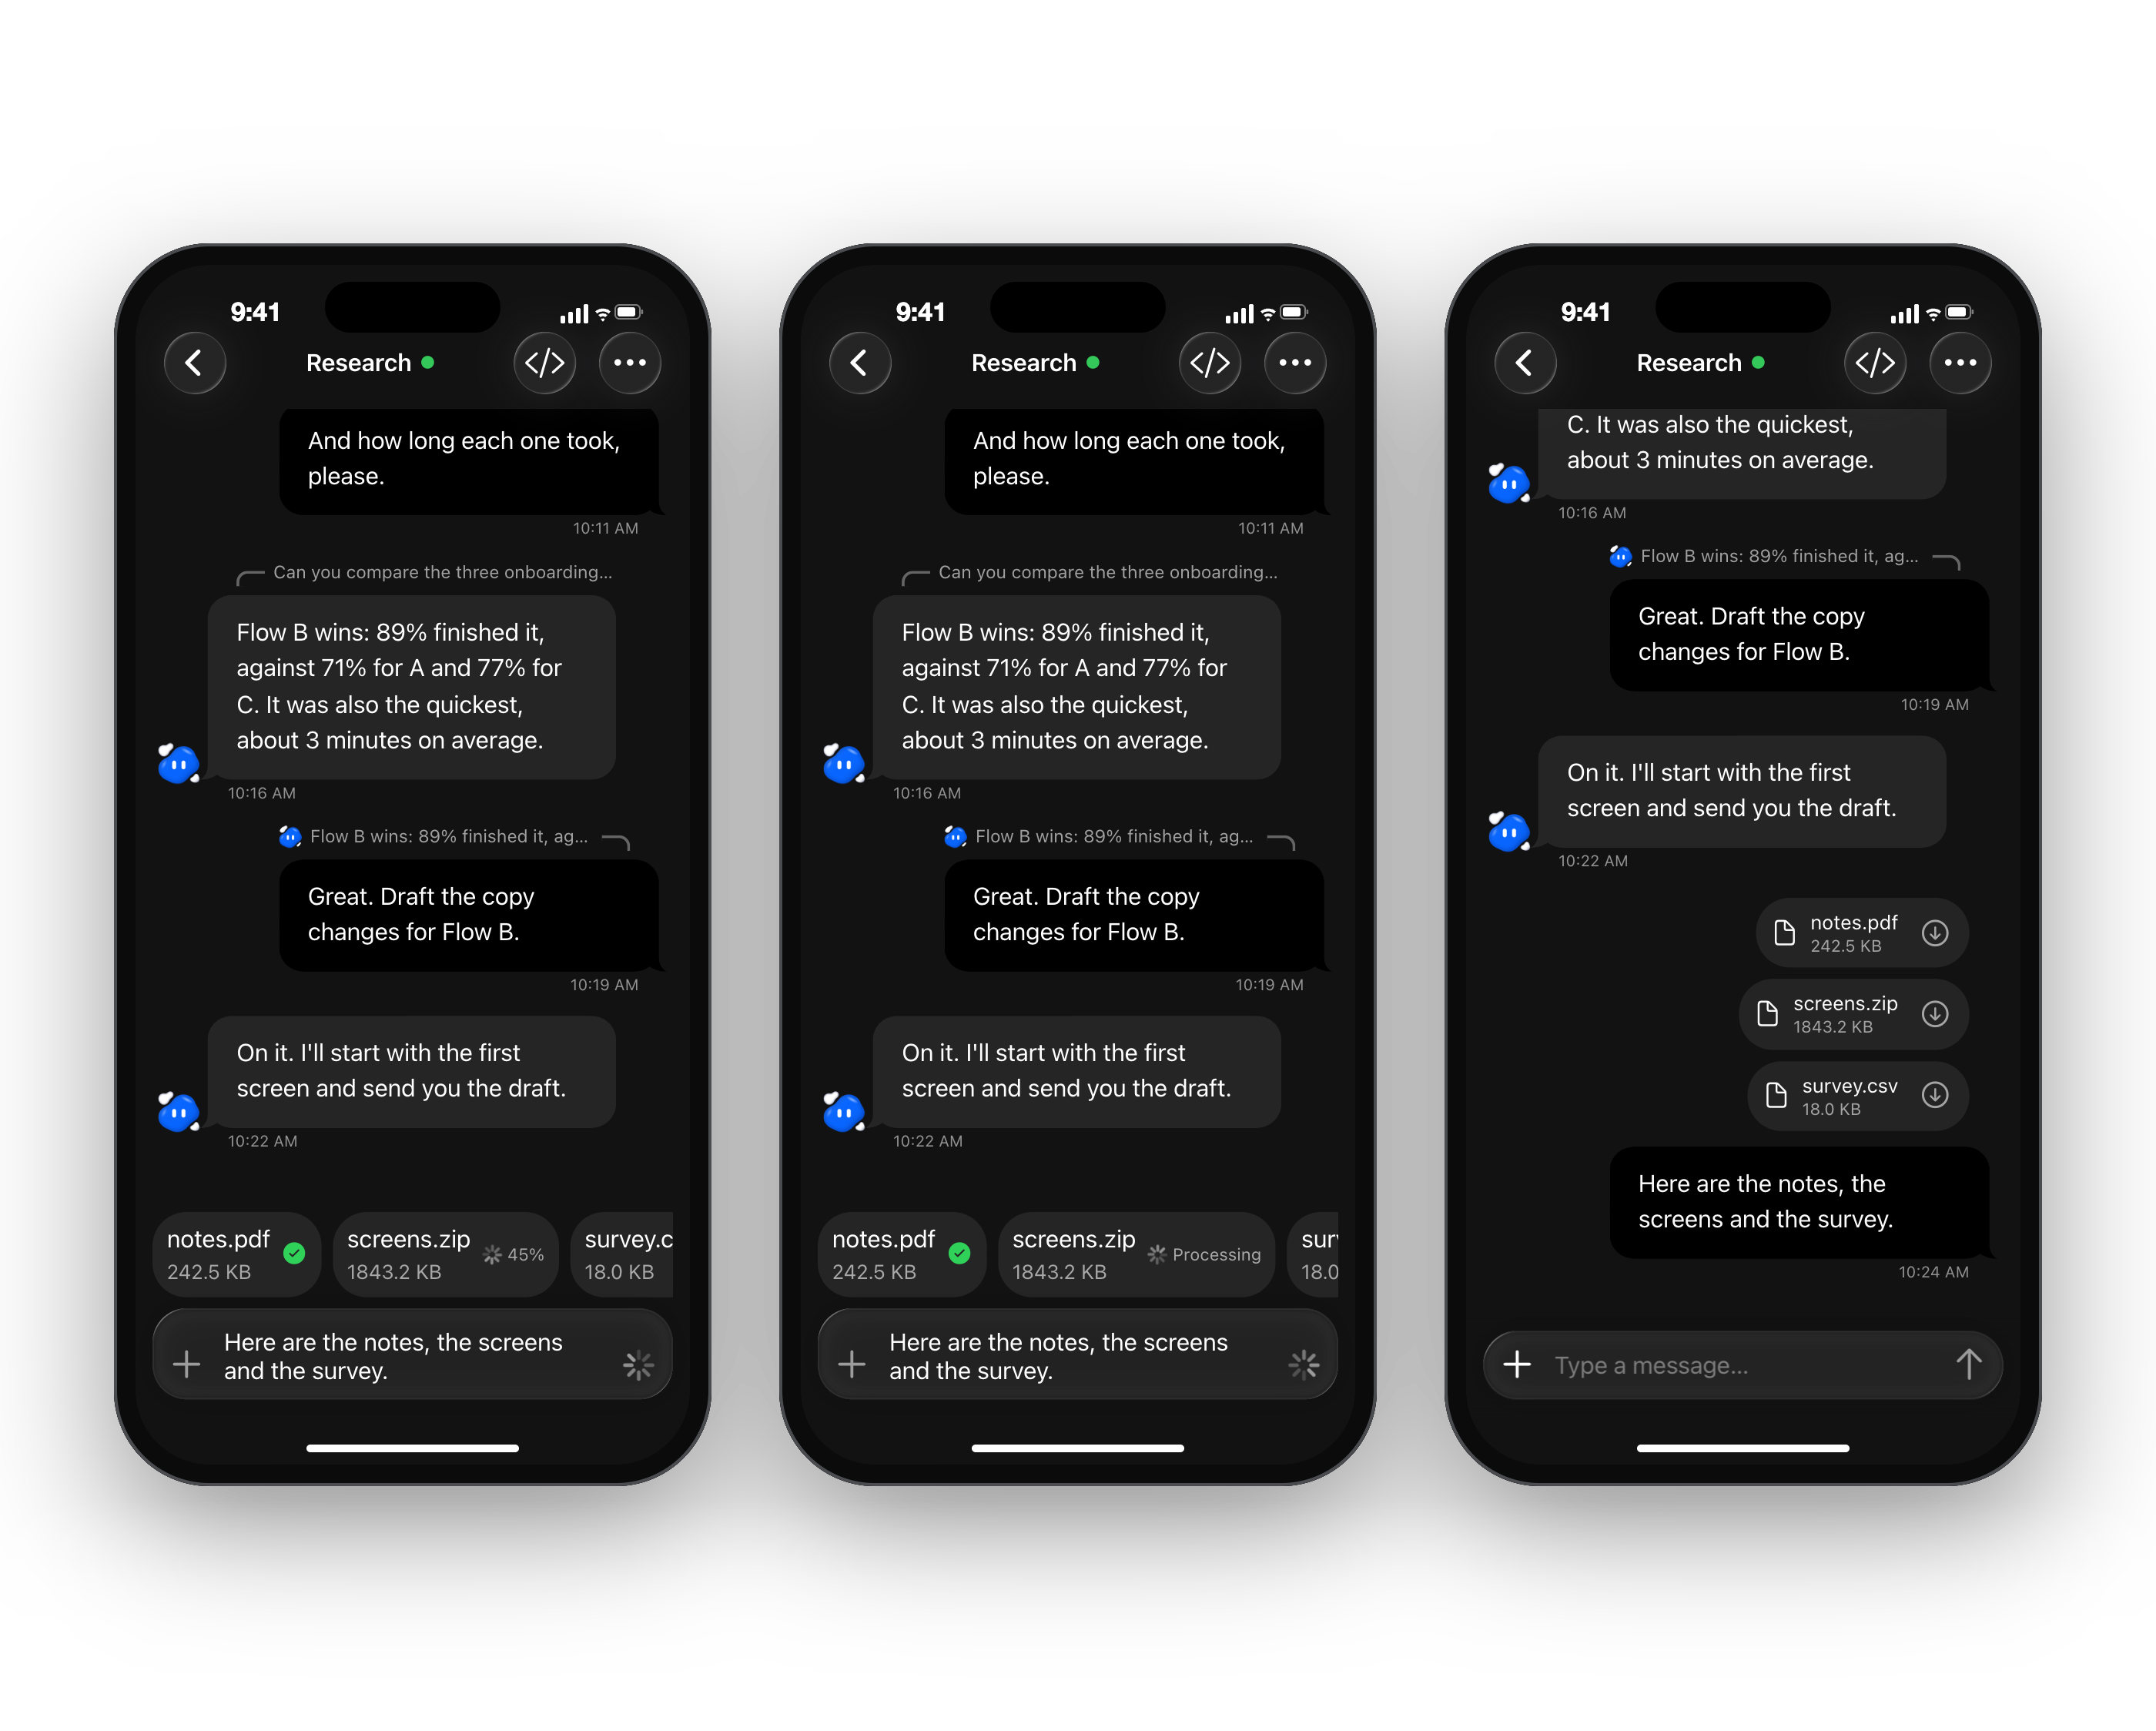 9:41
Research
And how long each one took,
please.
10:11 AM
Can you compare the three onboarding...
Flow B wins: 89% finished it,
against 71% for A and 77% for
C. It was also the quickest,
about 3 minutes on average.
10:16 AM
Flow B wins: 89% finished it, ag...
Great. Draft the copy
changes for Flow B.
10:19 AM
On it. I'll start with the first
screen and send you the draft.
10:22 AM
notes.pdf
242.5 KB
screens.zip
1843.2 KB
45%
survey.c
18.0 KB
Here are the notes, the screens
and the survey.
9:41
Research
And how long each one took,
please.
10:11 AM
Can you compare the three onboarding...
Flow B wins: 89% finished it,
against 71% for A and 77% for
C. It was also the quickest,
about 3 minutes on average.
10:16 AM
Flow B wins: 89% finished it, ag...
Great. Draft the copy
changes for Flow B.
10:19 AM
On it. I'll start with the first
screen and send you the draft.
10:22 AM
notes.pdf
242.5 KB
screens.zip
1843.2 KB
Processing
sur
18.0
Here are the notes, the screens
and the survey.
9:41
Research
C. It was also the quickest,
about 3 minutes on average.
10:16 AM
Flow B wins: 89% finished it, ag...
Great. Draft the copy
changes for Flow B.
10:19 AM
On it. I'll start with the first
screen and send you the draft.
10:22 AM
notes.pdf
242.5 KB
screens.zip
1843.2 KB
survey.csv
18.0 KB
Here are the notes, the
screens and the survey.
10:24 AM
Type a message...